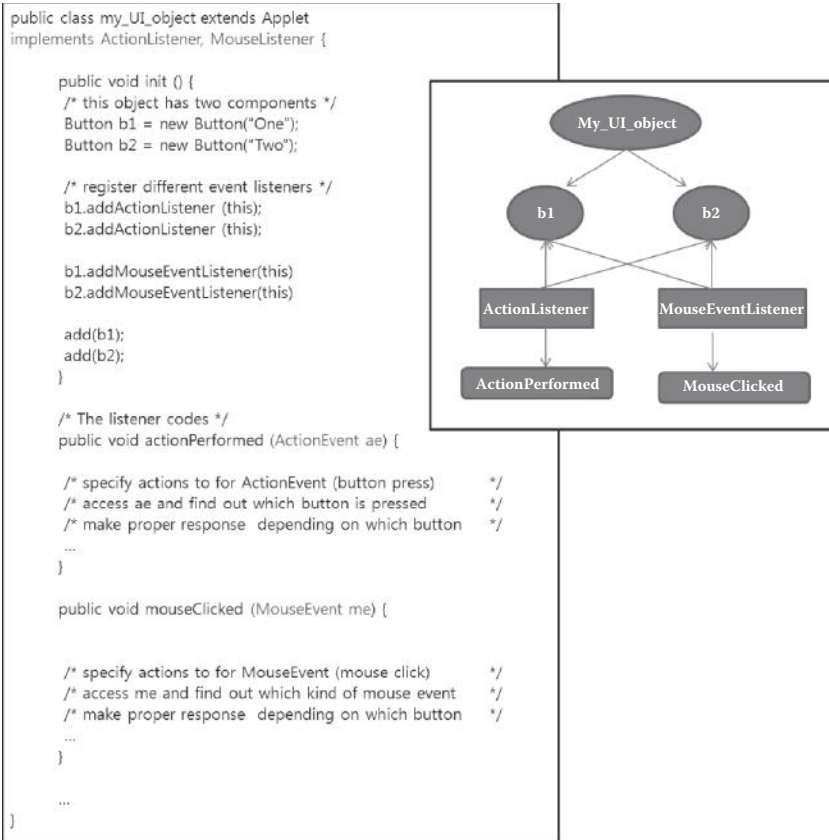 public class my_UI_object extends Applet
implements ActionListener, MouseListener {
public void init () {
/* this object has two components */
Button b1 = new Button("One");
Button b2 = new Button("Two");
/* register different event listeners */
b1.addActionListener (this);
b2.addActionListener (this);
b1.addMouseEventListener(this)
b2.addMouseEventListener(this)
add(b1);
add(b2);
}
/* The listener codes */
public void actionPerformed (ActionEvent ae) {
/* specify actions to for ActionEvent (button press) */
/* access ae and find out which button is pressed */
/* make proper response depending on which button */
...
}
public void mouseClicked (MouseEvent me) {
/* specify actions to for MouseEvent (mouse click) */
/* access me and find out which kind of mouse event */
/* make proper response depending on which button */
...
}
...
}
My_UI_object
b1
b2
ActionListener
MouseEventListener
ActionPerformed
MouseClicked